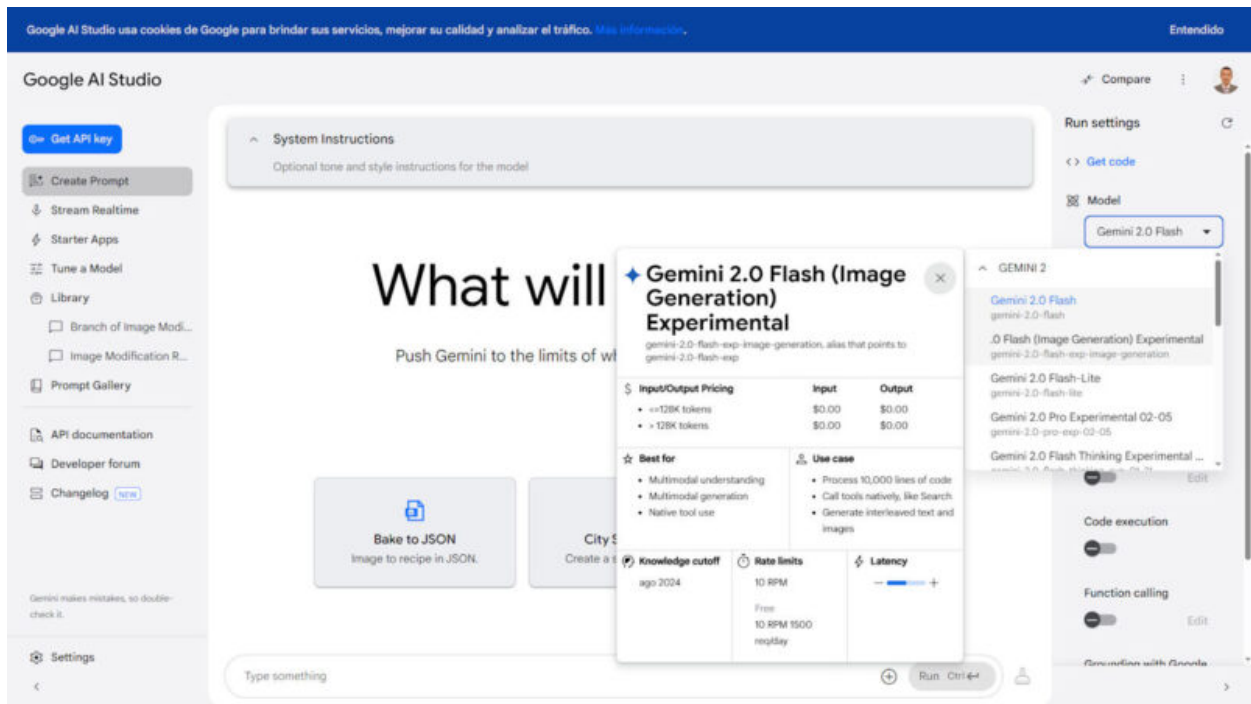 Google AI Studio usa cookies de Google para brindar sus servicios, mejorar su calidad y analizar el tráfico. Más información.
Entendido
Google AI Studio
Compare
Get API key
Create Prompt
Stream Realtime
Starter Apps
Tune a Model
Library
Branch of Image Modi...
Image Modification R...
Prompt Gallery
API documentation
Developer forum
Changelog NEW
Gemini makes mistakes, so double-
check it.
Settings
System Instructions
Optional tone and style instructions for the model
What will
Push Gemini to the limits of wh
Bake to JSON
Image to recipe in JSON.
City S
Create a s
Type something
Run Ctrl
Gemini 2.0 Flash (Image
Generation)
Experimental
gemini-2.0-flash-exp-image-generation, alias that points to
gemini-2.0-flash-exp
Input/Output Pricing Input Output
<=128K tokens $0.00 $0.00
> 128K tokens $0.00 $0.00
Best for
Multimodal understanding
Multimodal generation
Native tool use
Use case
Process 10,000 lines of code
Call tools natively, like Search
Generate interleaved text and
images
Knowledge cutoff
ago 2024
Rate limits
10 RPM
Free
10 RPM 1500
req/day
Latency
Run settings
Get code
Model
Gemini 2.0 Flash
GEMINI 2
Gemini 2.0 Flash
gemini-2.0-flash
.0 Flash (Image Generation) Experimental
gemini-2.0-flash-exp-image-generation
Gemini 2.0 Flash-Lite
gemini-2.0-flash-lite
Gemini 2.0 Pro Experimental 02-05
gemini-2.0-pro-exp-02-05
Gemini 2.0 Flash Thinking Experimental ...
Edit
Code execution
Function calling
Edit
Grounding with Google